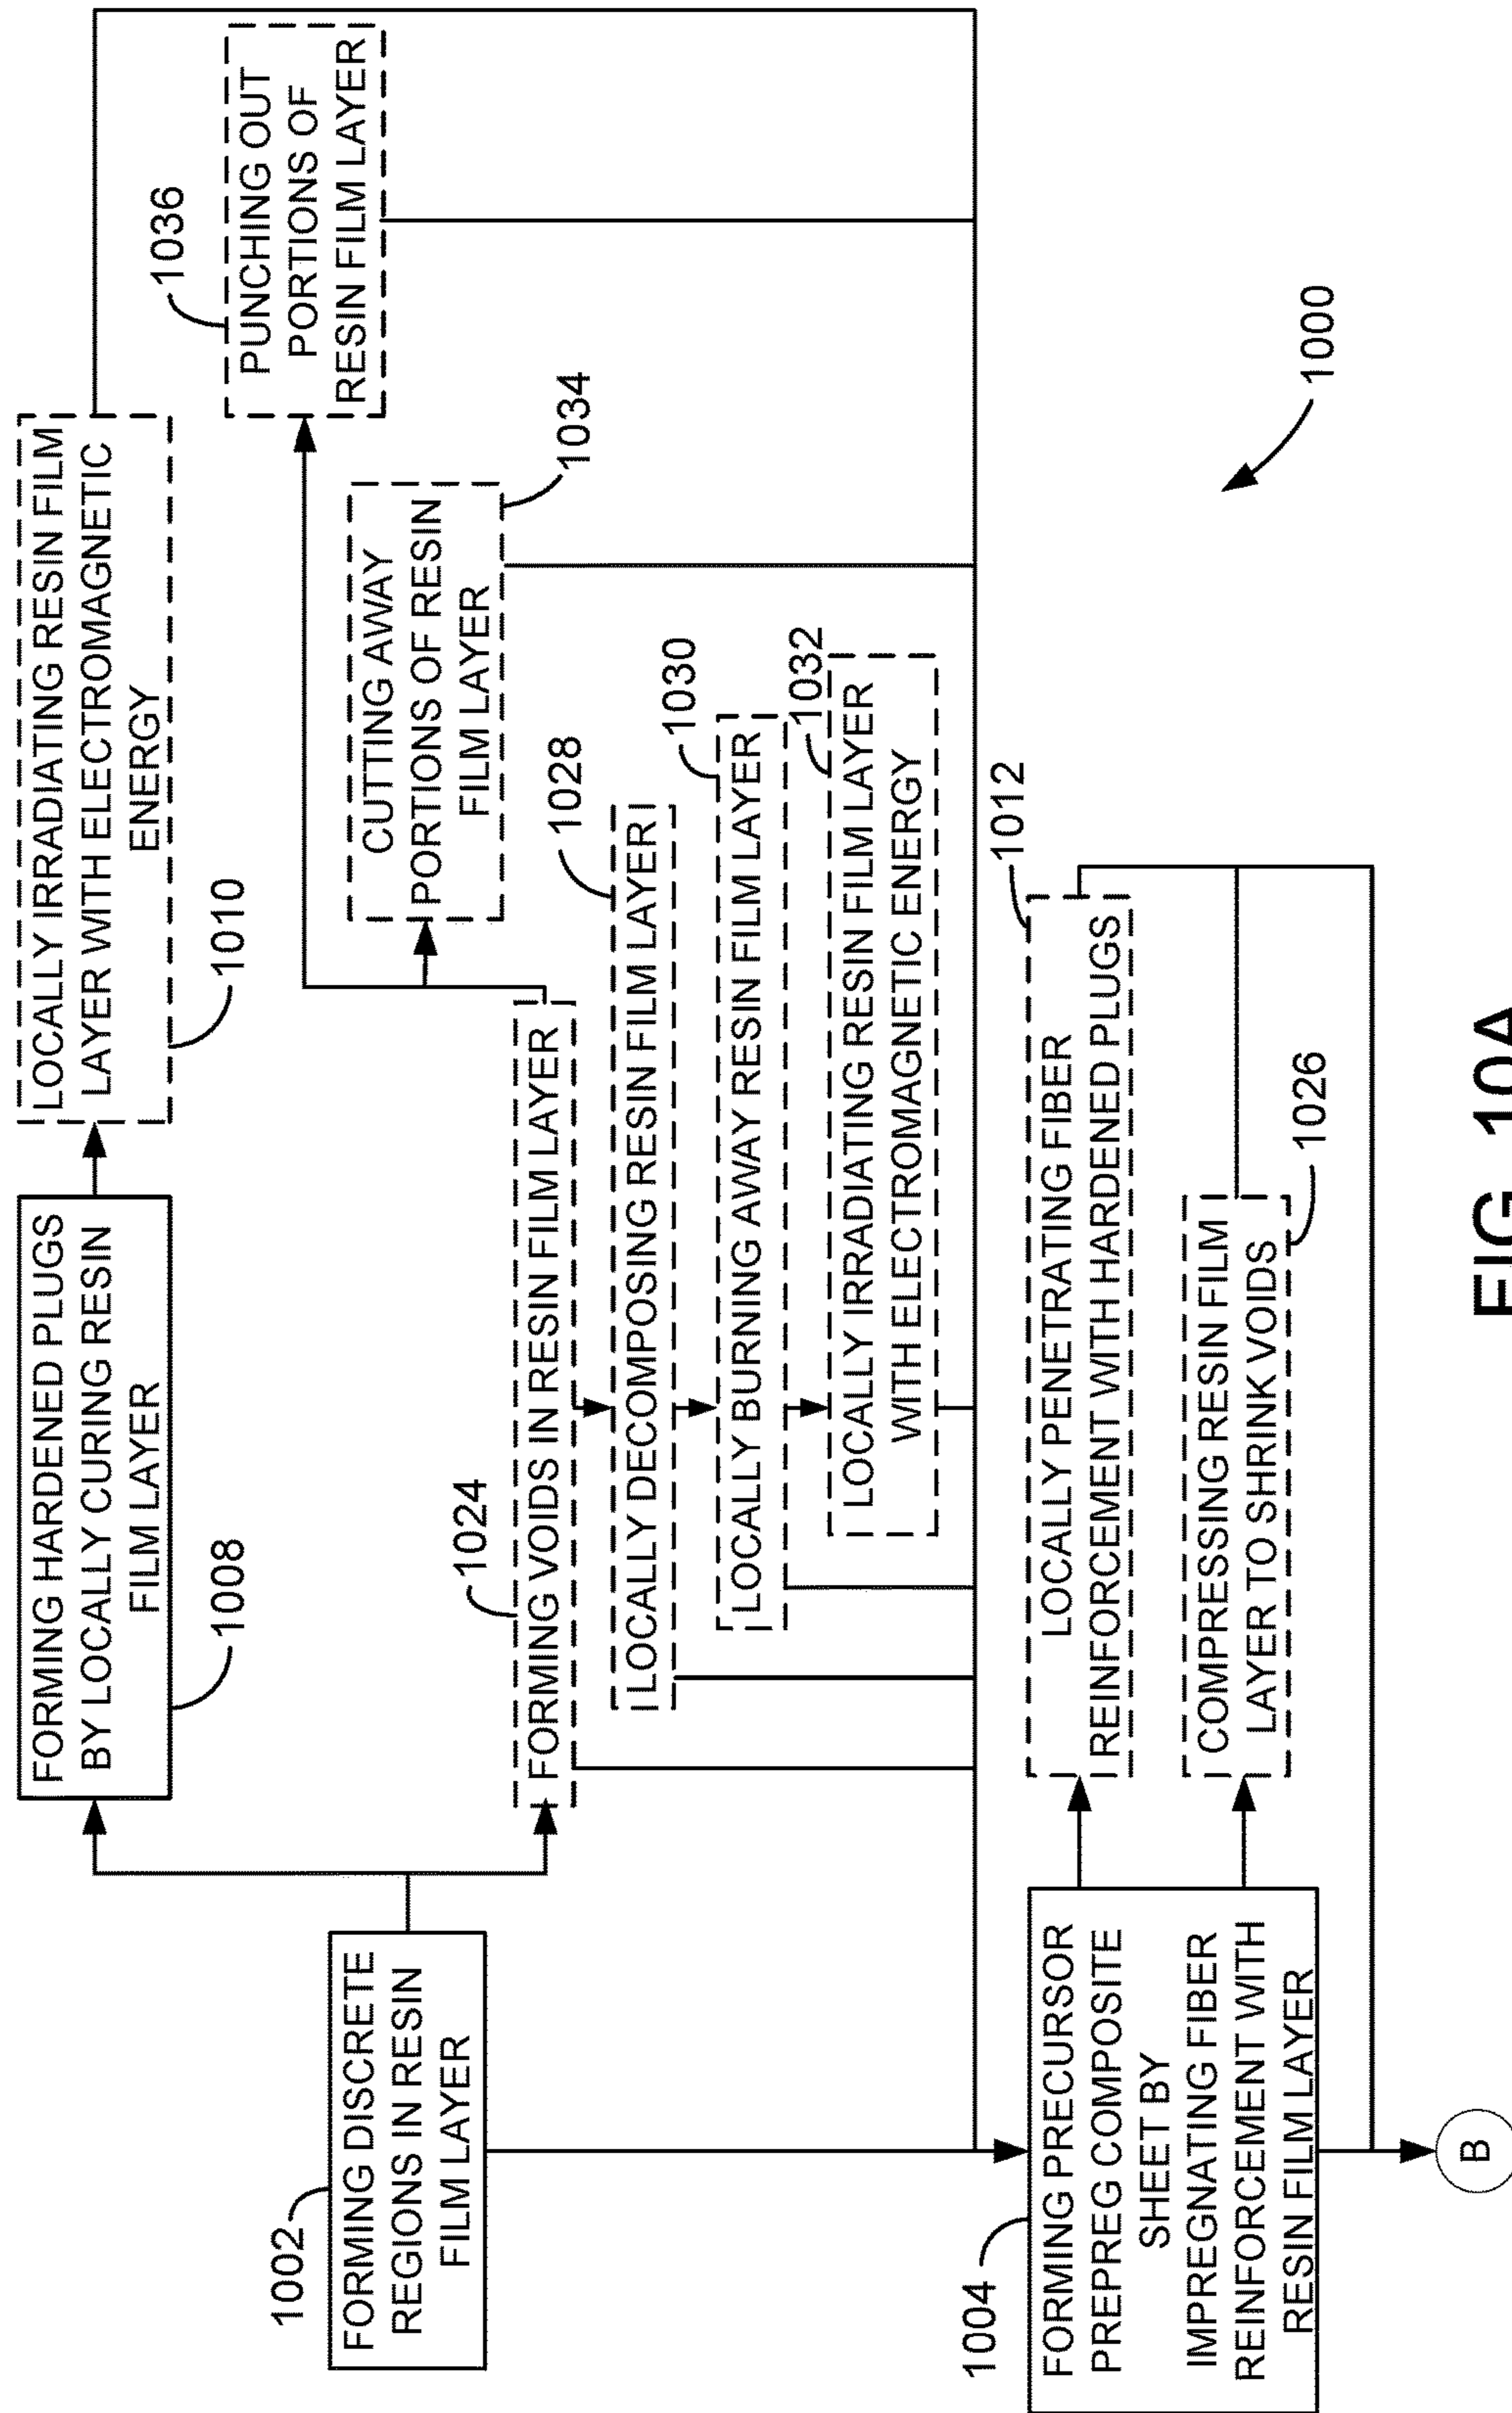 1002
FORMING DISCRETE
REGIONS IN RESIN
FILM LAYER
FORMING HARDENED PLUGS
BY LOCALLY CURING RESIN
FILM LAYER
1008
LOCALLY IRRADIATING RESIN FILM
LAYER WITH ELECTROMAGNETIC
ENERGY
1010
1024
FORMING VOIDS IN RESIN FILM LAYER
LOCALLY DECOMPOSING RESIN FILM LAYER
1028
LOCALLY BURNING AWAY RESIN FILM LAYER
1030
LOCALLY IRRADIATING RESIN FILM LAYER
WITH ELECTROMAGNETIC ENERGY
1032
CUTTING AWAY
PORTIONS OF RESIN
FILM LAYER
1034
1036
PUNCHING OUT
PORTIONS OF
RESIN FILM LAYER
1004
FORMING PRECURSOR
PREPREG COMPOSITE
SHEET BY
IMPREGNATING FIBER
REINFORCEMENT WITH
RESIN FILM LAYER
LOCALLY PENETRATING FIBER
REINFORCEMENT WITH HARDENED PLUGS
1012
COMPRESSING RESIN FILM
LAYER TO SHRINK VOIDS
1026
1000
B
FIG. 10A